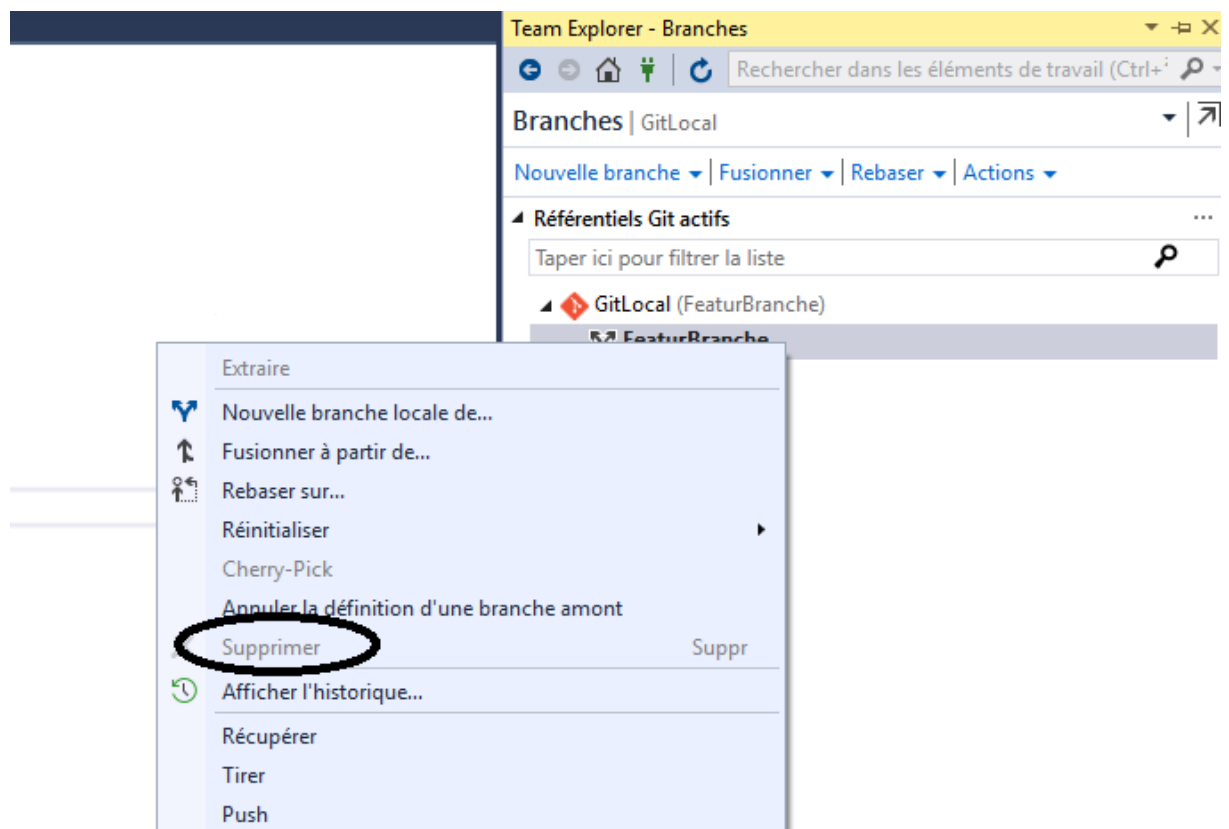 Team Explorer - Branches
Rechercher dans les éléments de travail (Ctrl+
Branches | GitLocal
Nouvelle branche Fusionner Rebaser Actions
Référentiels Git actifs
Taper ici pour filtrer la liste
GitLocal (FeaturBranche)
FeaturBranche
Extraire
Nouvelle branche locale de...
Fusionner à partir de...
Rebaser sur...
Réinitialiser
Cherry-Pick
Annuler la définition d'une branche amont
Supprimer Suppr
Afficher l'historique...
Récupérer
Tirer
Push